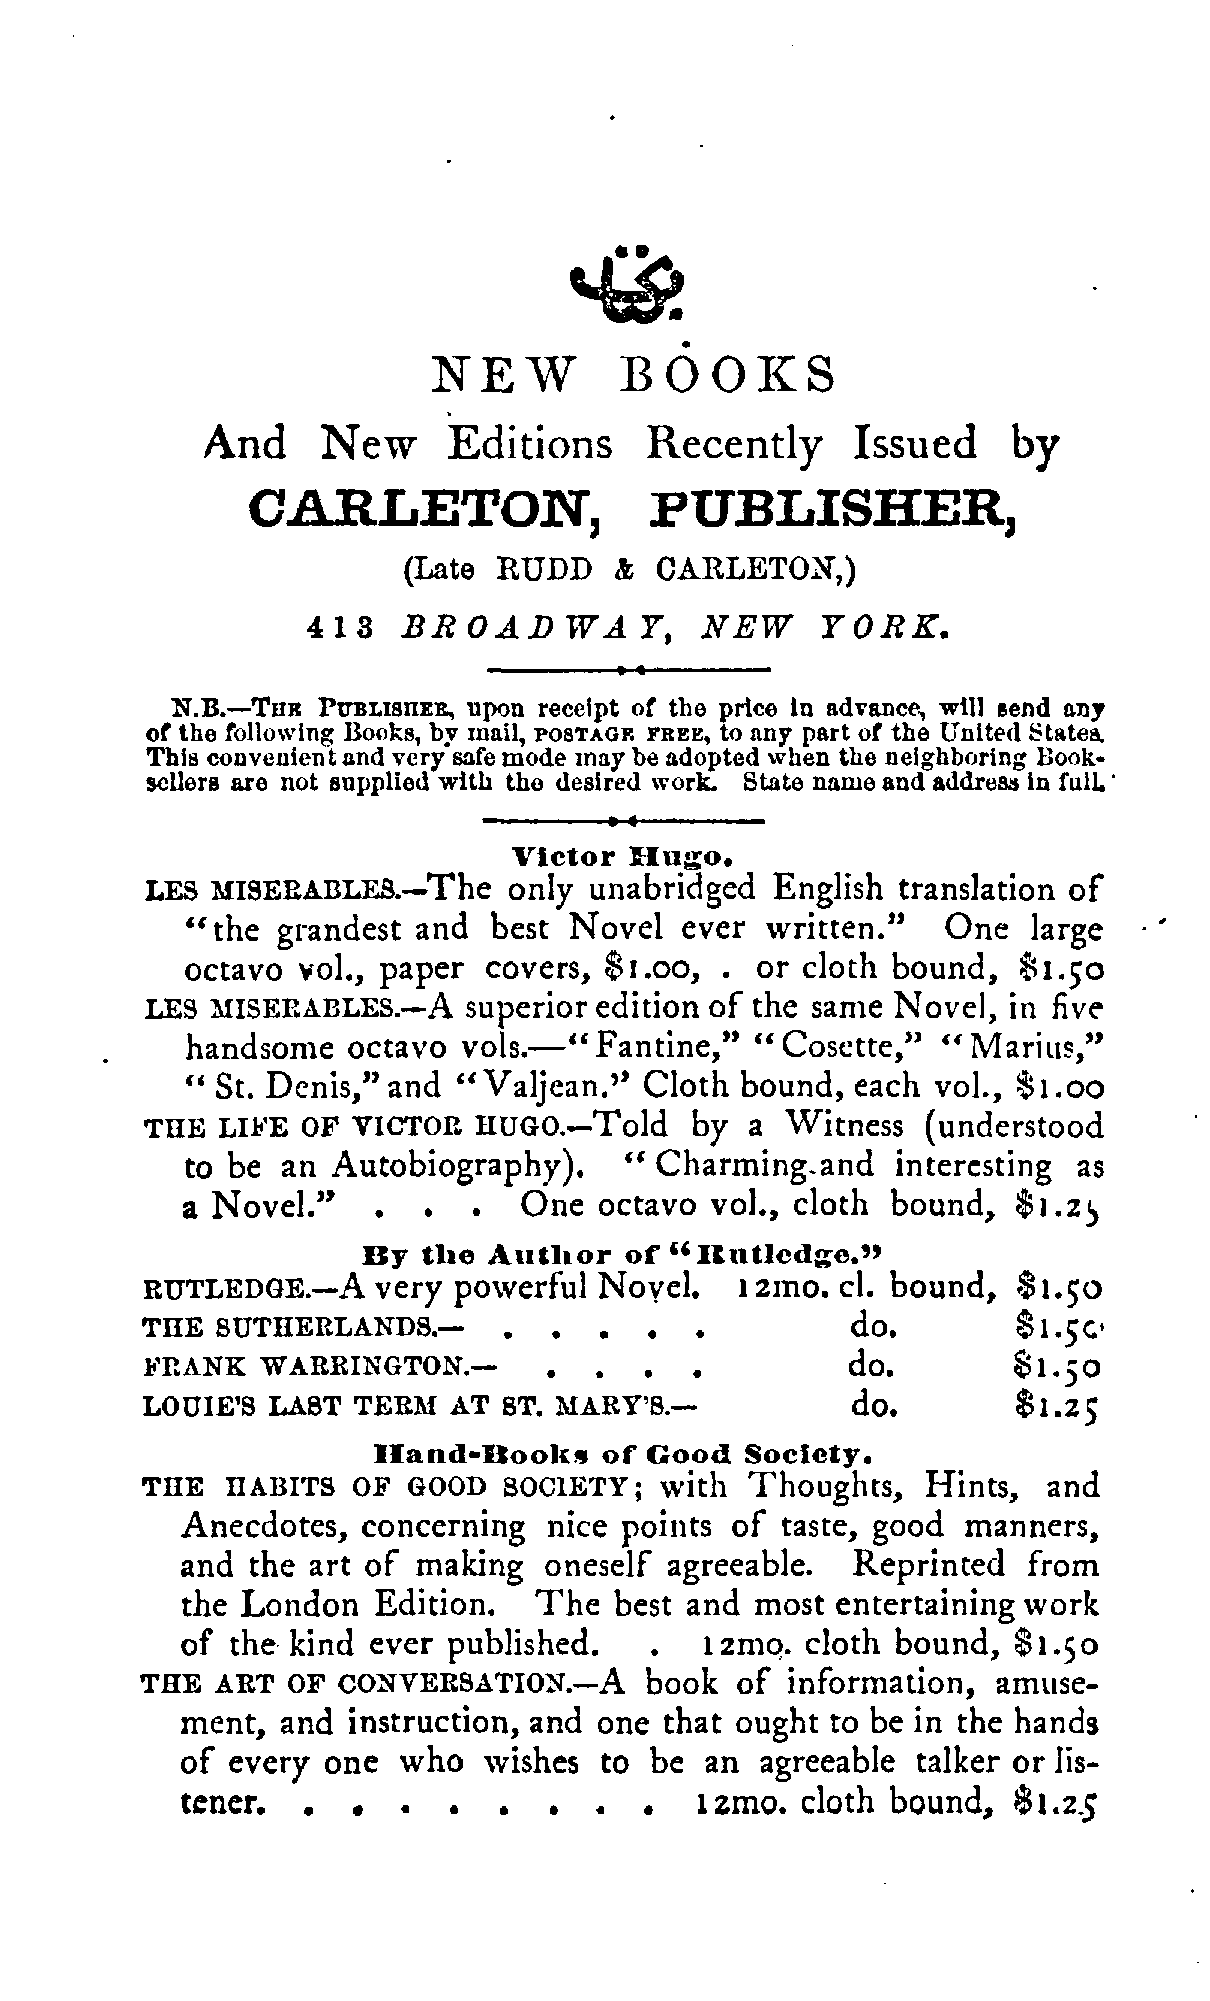 NEW BOOKS
And New Editions Recently Issued by
CARLETON, PUBLISHER,
(Late RUDD & CARLETON,)
413 BROADWAY, NEW YORK.
N.B.—THE PUBLISHER, upon receipt of the price in advance, will send any
of the following Books, by mail, POSTAGE FREE, to any part of the United States.
This convenient and very safe mode may be adopted when the neighboring Book-
sellers are not supplied with the desired work. State name and address in full.
Victor Hugo.
LES MISERABLES.—The only unabridged English translation of
"the grandest and best Novel ever written." One large
octavo vol., paper covers, $1.00, . or cloth bound, $1.50
LES MISERABLES.—A superior edition of the same Novel, in five
handsome octavo vols.—"Fantine," "Cosette," "Marius,"
"St. Denis," and "Valjean." Cloth bound, each vol., $1.00
THE LIFE OF VICTOR HUGO.—Told by a Witness (understood
to be an Autobiography). "Charming and interesting as
a Novel." . . . One octavo vol., cloth bound, $1.25
By the Author of "Rutledge."
RUTLEDGE.—A very powerful Novel. 12mo. cl. bound, $1.50
THE SUTHERLANDS.— . . . . . do. $1.50
FRANK WARRINGTON.— . . . . do. $1.50
LOUIE'S LAST TERM AT ST. MARY'S.— do. $1.25
Hand-Books of Good Society.
THE HABITS OF GOOD SOCIETY; with Thoughts, Hints, and
Anecdotes, concerning nice points of taste, good manners,
and the art of making oneself agreeable. Reprinted from
the London Edition. The best and most entertaining work
of the kind ever published. . 12mo. cloth bound, $1.50
THE ART OF CONVERSATION.—A book of information, amuse-
ment, and instruction, and one that ought to be in the hands
of every one who wishes to be an agreeable talker or lis-
tener. . . . . . . . . 12mo. cloth bound, $1.25